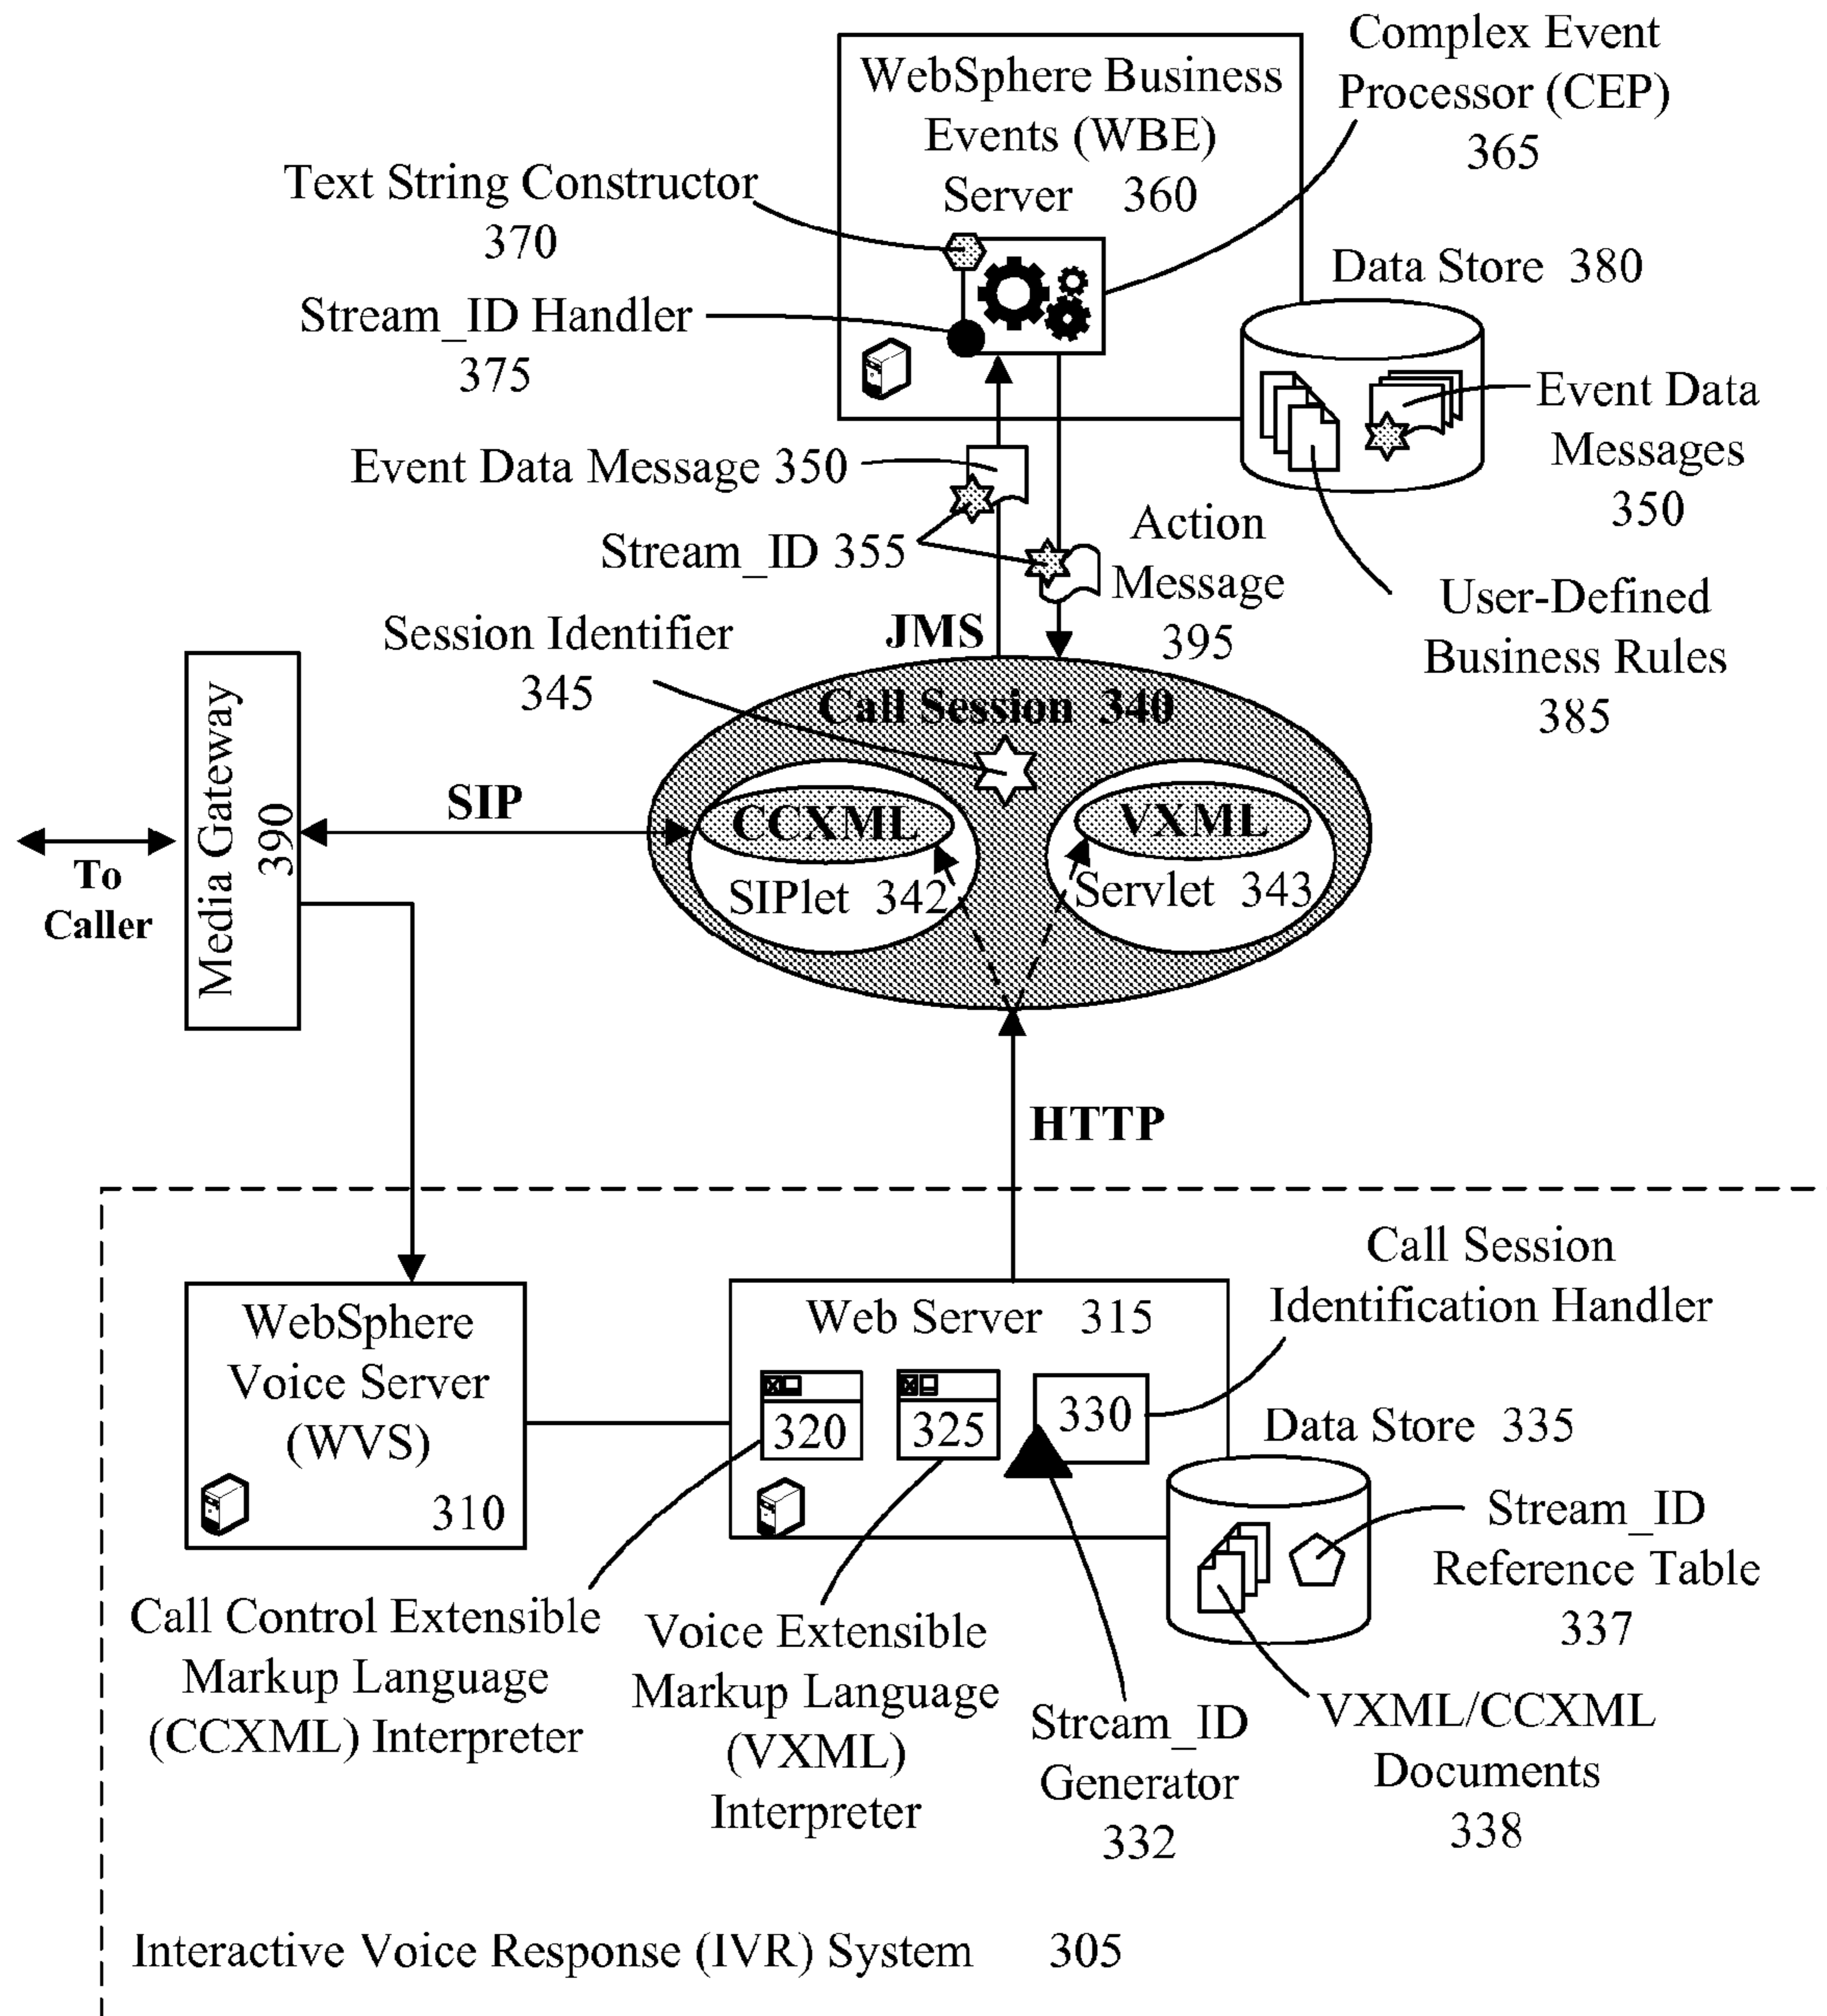 Complex Event
Processor (CEP)
365
WebSphere Business
Events (WBE)
Server 360
Text String Constructor
370
Data Store 380
Stream_ID Handler
375
Event Data
Messages
350
Event Data Message 350
Stream_ID 355
Action
Message
395
User-Defined
Business Rules
385
JMS
Session Identifier
345
Call Session 340
Media Gateway
390
SIP
CCXML
VXML
SIPlet 342
Servlet 343
To
Caller
HTTP
Call Session
Identification Handler
WebSphere
Voice Server
(WVS)
310
Web Server 315
320
325
330
Data Store 335
Stream_ID
Reference Table
337
Call Control Extensible
Markup Language
(CCXML) Interpreter
Voice Extensible
Markup Language
(VXML)
Interpreter
Stream_ID
Generator
332
VXML/CCXML
Documents
338
Interactive Voice Response (IVR) System 305